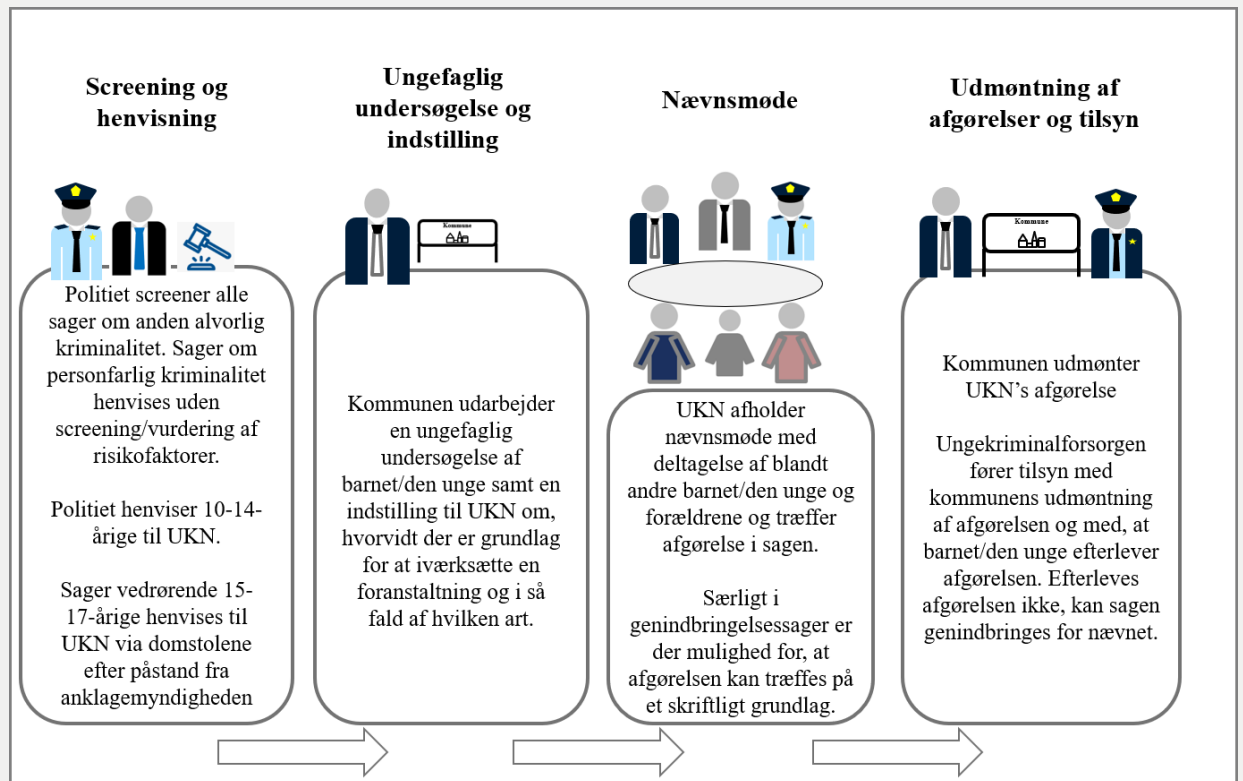 Screening og
henvisning
Politiet screener alle
sager om anden alvorlig
kriminalitet. Sager om
personfarlig kriminalitet
henvises uden
screening/vurdering af
risikofaktorer.
Politiet henviser 10-14-
årige til UKN.
Sager vedrørende 15-
17-årige henvises til
UKN via domstolene
efter påstand fra
anklagemyndigheden
Ungefaglig
undersøgelse og
indstilling
Kommune
Kommunen udarbejder
en ungefaglig
undersøgelse af
barnet/den unge samt en
indstilling til UKN om,
hvorvidt der er grundlag
for at iværksætte en
foranstaltning og i så
fald af hvilken art.
Nævnsmøde
UKN afholder
nævnsmøde med
deltagelse af blandt
andre barnet/den unge og
forældrene og træffer
afgørelse i sagen.
Særligt i
genindbringelsessager er
der mulighed for, at
afgørelsen kan træffes på
et skriftligt grundlag.
Udmøntning af
afgørelser og tilsyn
Kommune
Kommunen udmønter
UKN’s afgørelse
Ungekriminalforsorgen
fører tilsyn med
kommunens udmøntning
af afgørelsen og med, at
barnet/den unge efterlever
afgørelsen. Efterleves
afgørelsen ikke, kan sagen
genindbringes for nævnet.